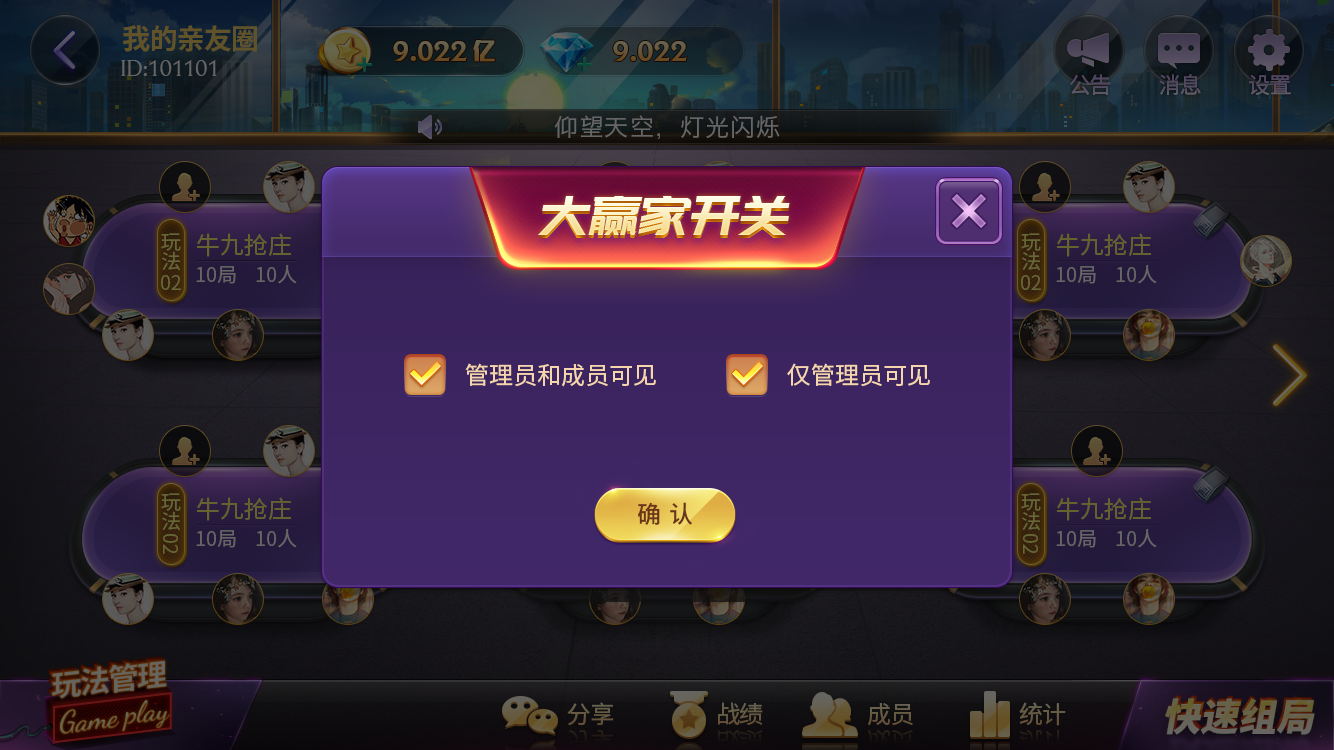 我的亲友圈
ID:101101
9.022亿
9.022
公告
消息
设置
仰望天空，灯光闪烁
大赢家开关
玩法02
牛九抢庄
10局 10人
玩法02
牛九抢庄
10局 10人
管理员和成员可见
仅管理员可见
确认
玩法02
牛九抢庄
10局 10人
玩法02
牛九抢庄
10局 10人
玩法管理
Game play
分享
战绩
成员
统计
快速组局